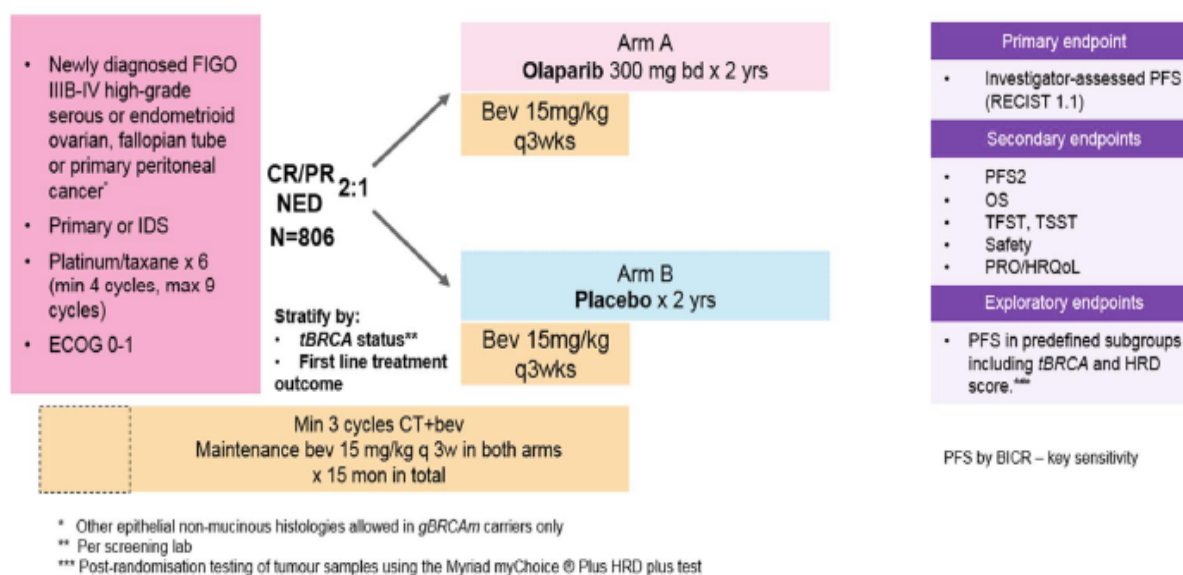 • Newly diagnosed FIGO
IIIB-IV high-grade
serous or endometrioid
ovarian, fallopian tube
or primary peritoneal
cancer*
• Primary or IDS
• Platinum/taxane x 6
(min 4 cycles, max 9
cycles)
• ECOG 0-1
CR/PR
NED
N=806
2:1
Stratify by:
• tBRCA status**
• First line treatment
outcome
Arm A
Olaparib 300 mg bd x 2 yrs
Bev 15mg/kg
q3wks
Arm B
Placebo x 2 yrs
Bev 15mg/kg
q3wks
Min 3 cycles CT+bev
Maintenance bev 15 mg/kg q 3w in both arms
x 15 mon in total
Primary endpoint
• Investigator-assessed PFS
(RECIST 1.1)
Secondary endpoints
• PFS2
• OS
• TFST, TSST
• Safety
• PRO/HRQoL
Exploratory endpoints
• PFS in predefined subgroups
including tBRCA and HRD
score.***
PFS by BICR – key sensitivity
* Other epithelial non-mucinous histologies allowed in gBRCAm carriers only
** Per screening lab
*** Post-randomisation testing of tumour samples using the Myriad myChoice ® Plus HRD plus test